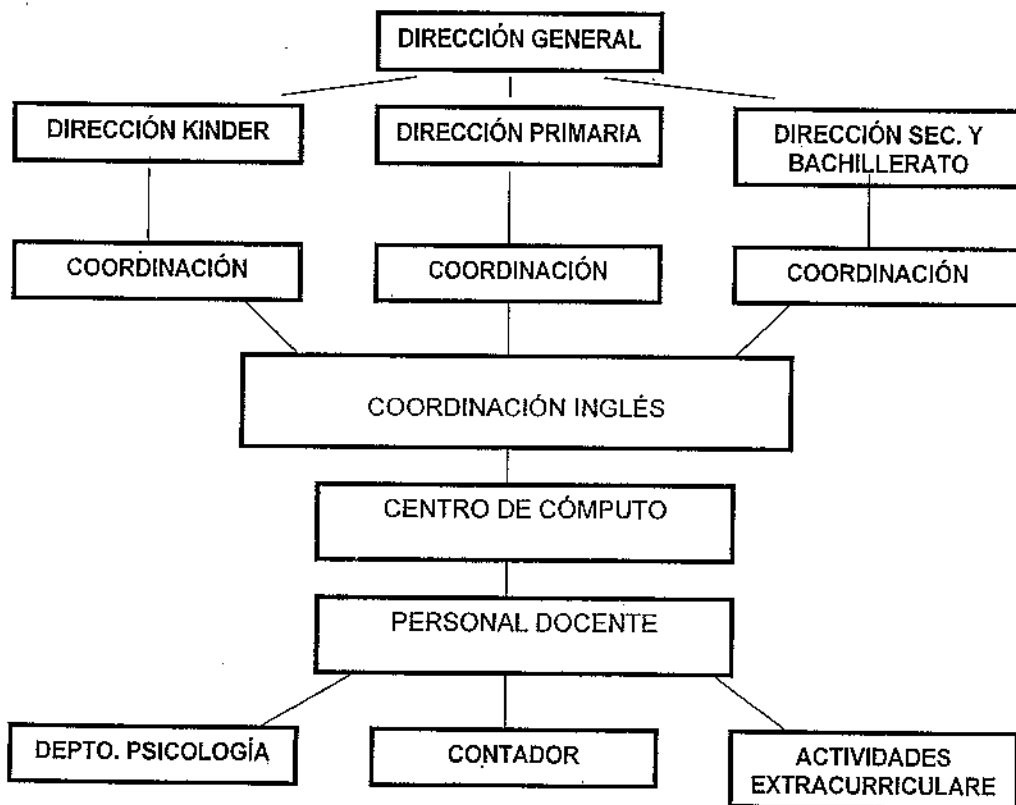 DIRECCIÓN GENERAL
DIRECCIÓN KINDER
DIRECCIÓN PRIMARIA
DIRECCIÓN SEC. Y
BACHILLERATO
COORDINACIÓN
COORDINACIÓN
COORDINACIÓN
COORDINACIÓN INGLÉS
CENTRO DE CÓMPUTO
PERSONAL DOCENTE
DEPTO. PSICOLOGÍA
CONTADOR
ACTIVIDADES
EXTRACURRICULARE